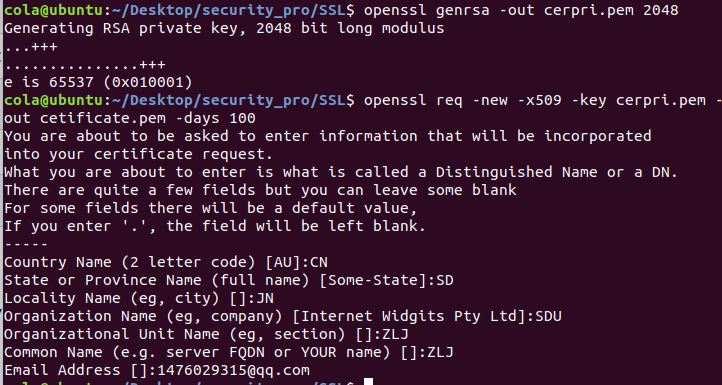 cola@ubuntu:~/Desktop/security_pro/SSL$ openssl genrsa -out cerpri.pem 2048
Generating RSA private key, 2048 bit long modulus
...+++
...............+++
e is 65537 (0x010001)
cola@ubuntu:~/Desktop/security_pro/SSL$ openssl req -new -x509 -key cerpri.pem -
out cetificate.pem -days 100
You are about to be asked to enter information that will be incorporated
into your certificate request.
What you are about to enter is what is called a Distinguished Name or a DN.
There are quite a few fields but you can leave some blank
For some fields there will be a default value,
If you enter '.', the field will be left blank.
-----
Country Name (2 letter code) [AU]:CN
State or Province Name (full name) [Some-State]:SD
Locality Name (eg, city) []:JN
Organization Name (eg, company) [Internet Widgits Pty Ltd]:SDU
Organizational Unit Name (eg, section) []:ZLJ
Common Name (e.g. server FQDN or YOUR name) []:ZLJ
Email Address []:1476029315@qq.com
cola@ubuntu:~/Desktop/security_pro/SSL$